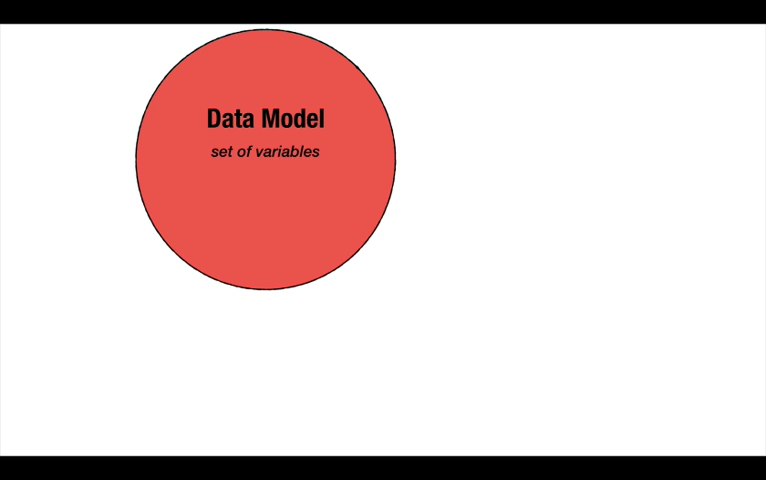 Data Model
set of variables